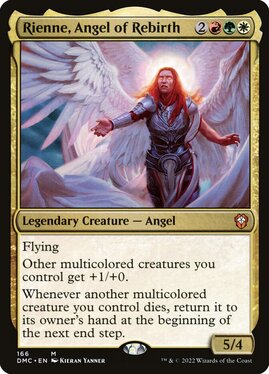 Rienne, Angel of Rebirth 2
Legendary Creature — Angel
Flying
Other multicolored creatures you
control get +1/+0.
Whenever another multicolored
creature you control dies, return it to
its owner's hand at the beginning of
the next end step.
5/4
166 M
DMC • EN KIERAN YANNER
™ & © 2022 Wizards of the Coast